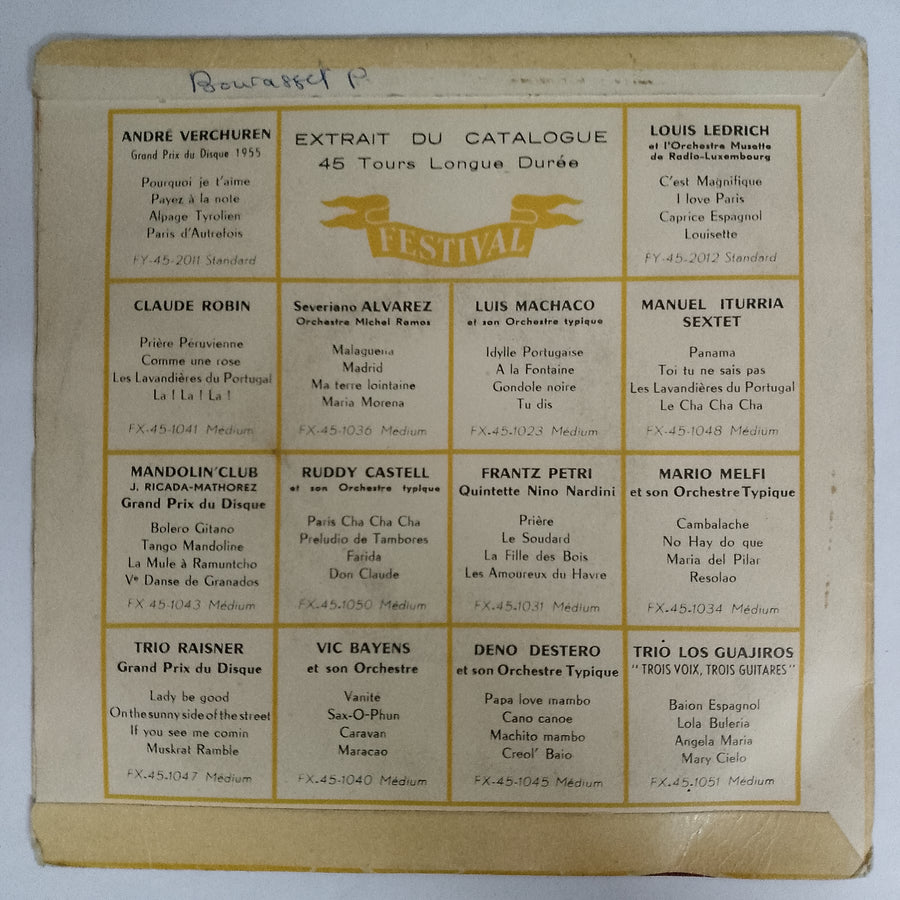 Bourassel P.
ANDRÉ VERCHUREN
Grand Prix du Disque 1955
Pourquoi je t'aime
Payez à la note
Alpage Tyrolien
Paris d'Autrefois
FY-45-2011 Standard
EXTRAIT DU CATALOGUE
45 Tours Longue Durée
FESTIVAL
LOUIS LEDRICH
et l'Orchestre Musette
de Radio-Luxembourg
C'est Magnifique
I love Paris
Caprice Espagnol
Louisette
FY-45-2012 Standard
CLAUDE ROBIN
Prière Péruvienne
Comme une rose
Les Lavandières du Portugal
La ! La ! La !
FX-45-1041 Médium
Severiano ALVAREZ
Orchestre Michel Ramos
Malaguena
Madrid
Ma terre lointaine
Maria Morena
FX-45-1036 Médium
LUIS MACHACO
et son Orchestre typique
Idylle Portugaise
A la Fontaine
Gondole noire
Tu dis
FX-45-1023 Médium
MANUEL ITURRIA
SEXTET
Panama
Toi tu ne sais pas
Les Lavandières du Portugal
Le Cha Cha Cha
FX-45-1048 Médium
MANDOLIN'CLUB
J. RICADA-MATHOREZ
Grand Prix du Disque
Bolero Gitano
Tango Mandoline
La Mule à Ramuntcho
Ve Danse de Granados
FX 45-1043 Médium
RUDDY CASTELL
et son Orchestre typique
Paris Cha Cha Cha
Preludio de Tambores
Farida
Don Claude
FX-45-1050 Médium
FRANTZ PETRI
Quintette Nino Nardini
Prière
Le Soudard
La Fille des Bois
Les Amoureux du Havre
FX-45-1031 Médium
MARIO MELFI
et son Orchestre Typique
Cambalache
No Hay do que
Maria del Pilar
Resolao
FX-45-1034 Médium
TRIO RAISNER
Grand Prix du Disque
Lady be good
On the sunny side of the street
If you see me comin
Muskrat Ramble
FX-45-1047 Médium
VIC BAYENS
et son Orchestre
Vanité
Sax-O-Phun
Caravan
Maracao
FX-45-1040 Médium
DENO DESTERO
et son Orchestre Typique
Papa love mambo
Cano canoe
Machito mambo
Creol' Baio
FX-45-1045 Médium
TRIO LOS GUAJIROS
" TROIS VOIX, TROIS GUITARES "
Baion Espagnol
Lola Buleria
Angela Maria
Mary Cielo
FX-45-1051 Médium